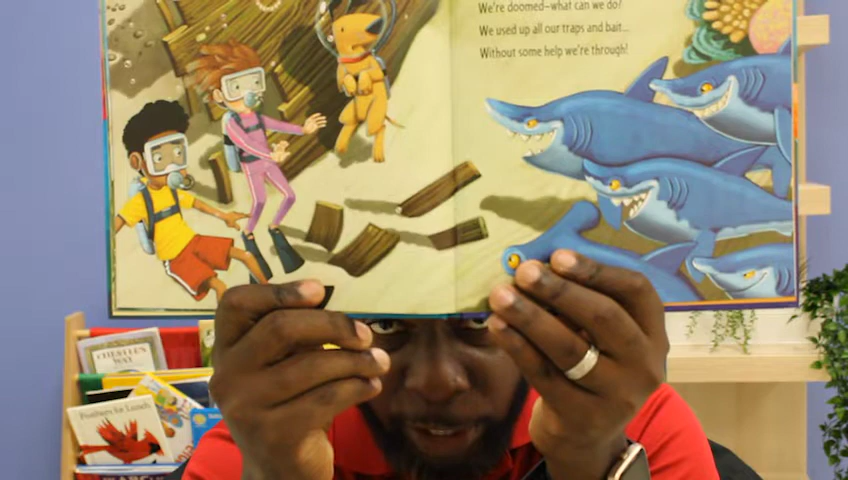 We're doomed—what can we do?
We used up all our traps and bait...
Without some help we're through!
CHESTER'S
WAY
Feathers for Lunch